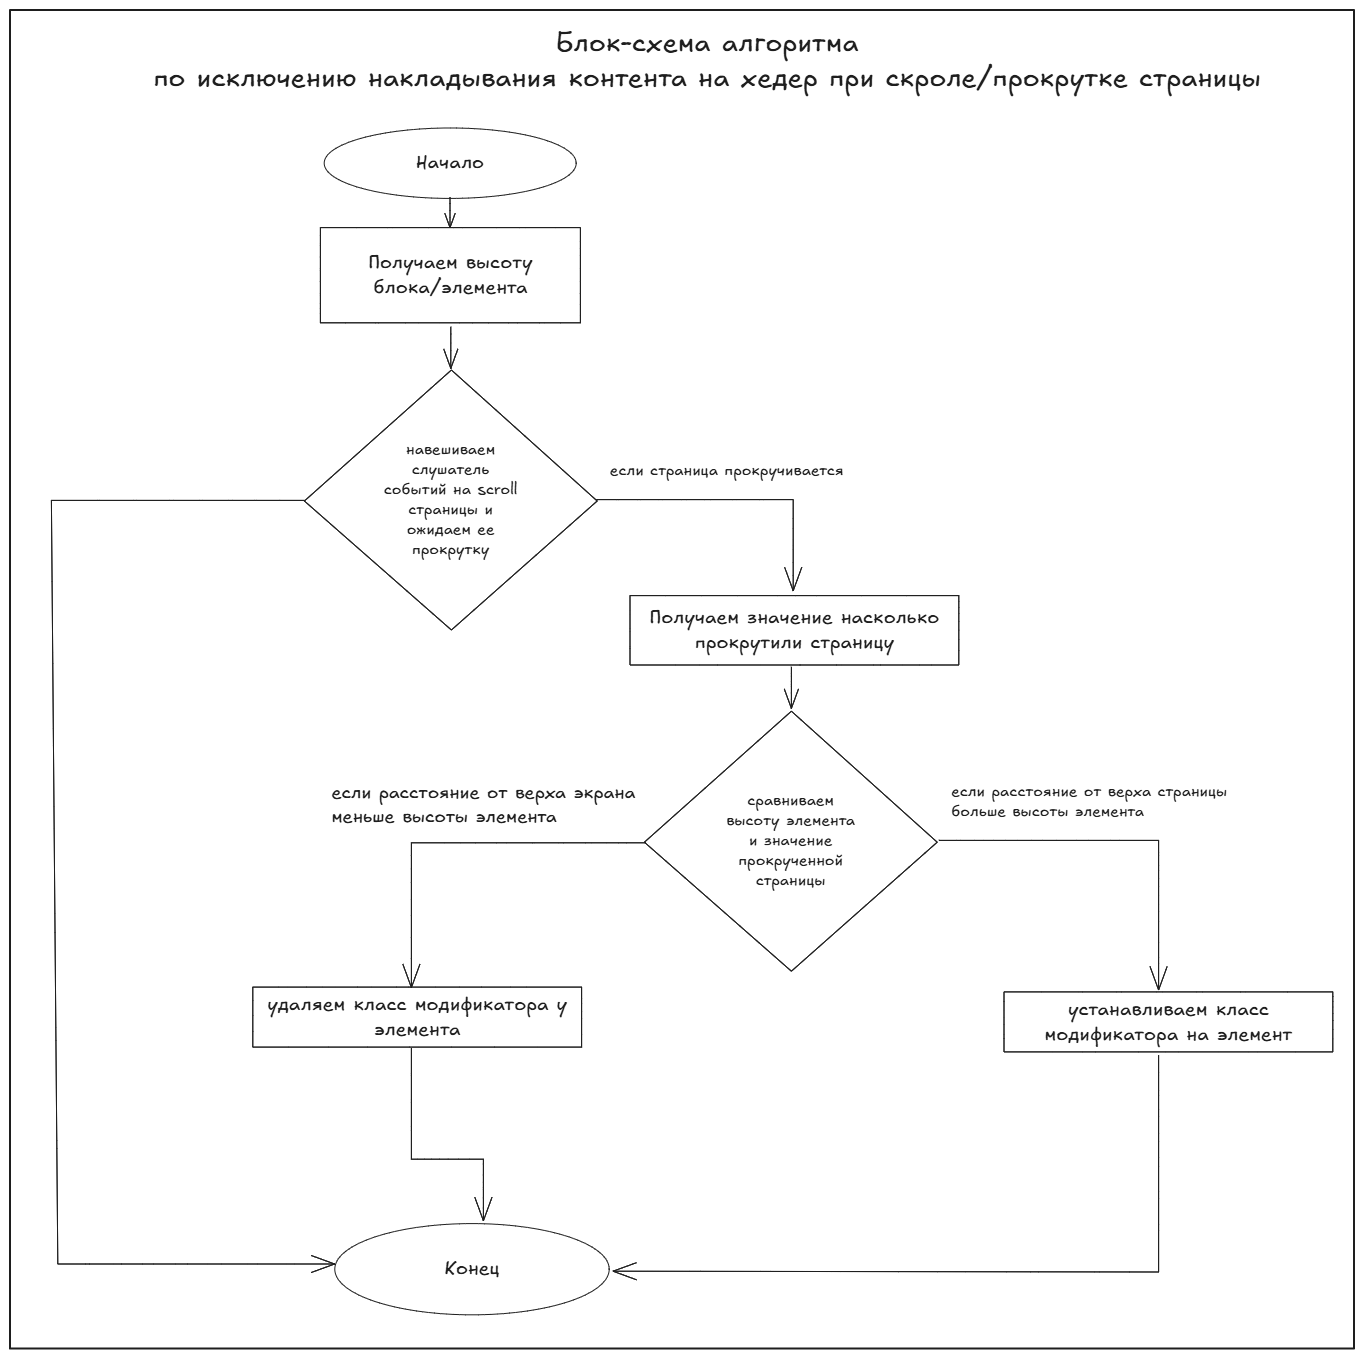 Блок-схема алгоритма
по исключению накладывания контента на хедер при скроле/прокрутке страницы
Начало
Получаем высоту
блока/элемента
навешиваем
слушатель
событий на scroll
страницы и
ожидаем ее
прокрутку
если страница прокручивается
Получаем значение насколько
прокрутили страницу
если расстояние от верха экрана
меньше высоты элемента
сравниваем
высоту элемента
и значение
прокрученной
страницы
если расстояние от верха страницы
больше высоты элемента
удаляем класс модификатора у
элемента
устанавливаем класс
модификатора на элемент
Конец